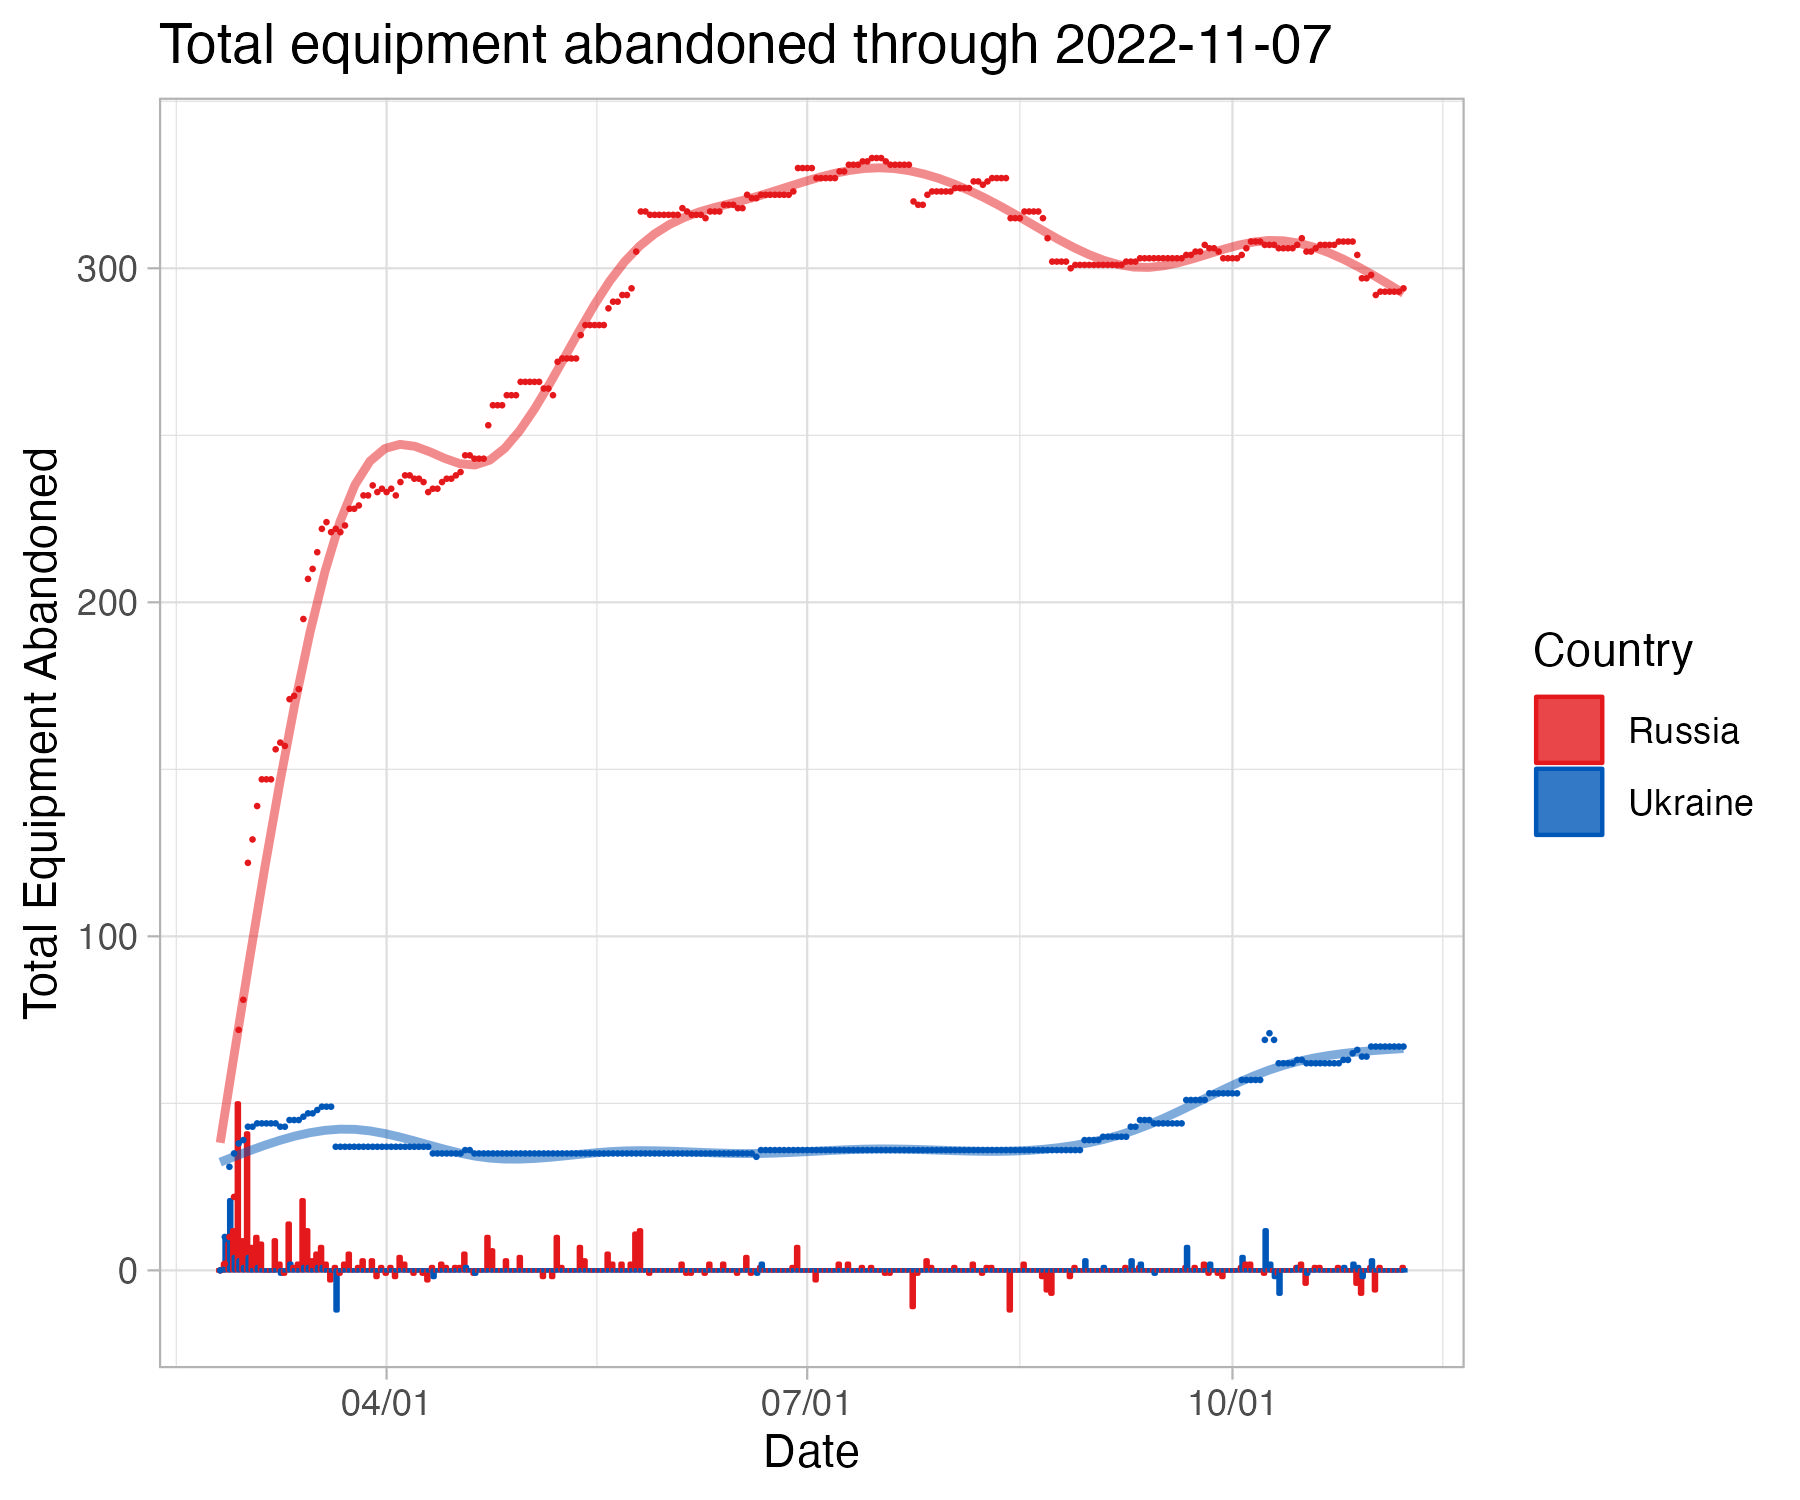 Total equipment abandoned through 2022-11-07
Total Equipment Abandoned
300
200
100
0
04/01
07/01
10/01
Date
Country
Russia
Ukraine